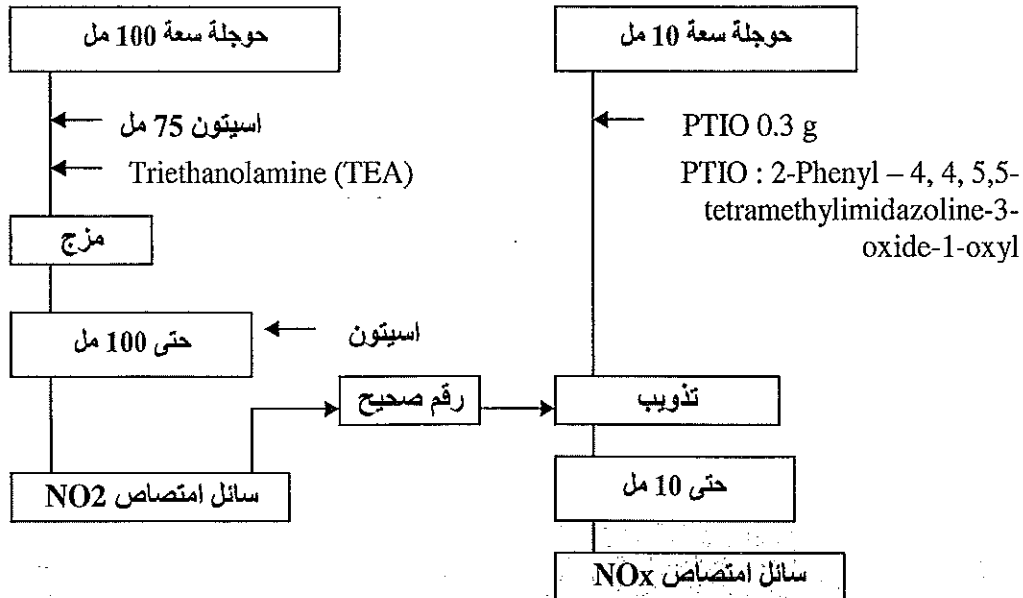 حوجلة سعة 100 مل
اسيتون 75 مل
Triethanolamine (TEA)
مزج
حتى 100 مل
اسيتون
سائل امتصاص NO2
رقم صحيح
حوجلة سعة 10 مل
PTIO 0.3 g
PTIO : 2-Phenyl – 4, 4, 5,5-
tetramethylimidazoline-3-
oxide-1-oxyl
تذويب
حتى 10 مل
سائل امتصاص NOx